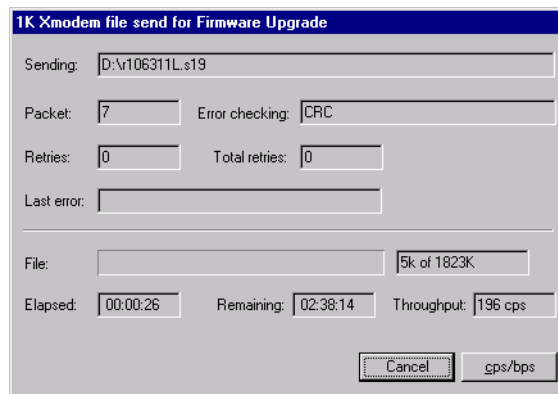 1K Xmodem file send for Firmware Upgrade
Sending: D:\r106311L.s19
Packet: 7 Error checking: CRC
Retries: 0 Total retries: 0
Last error:
File: 5k of 1823K
Elapsed: 00:00:26 Remaining: 02:38:14 Throughput: 196 cps
Cancel cps/bps